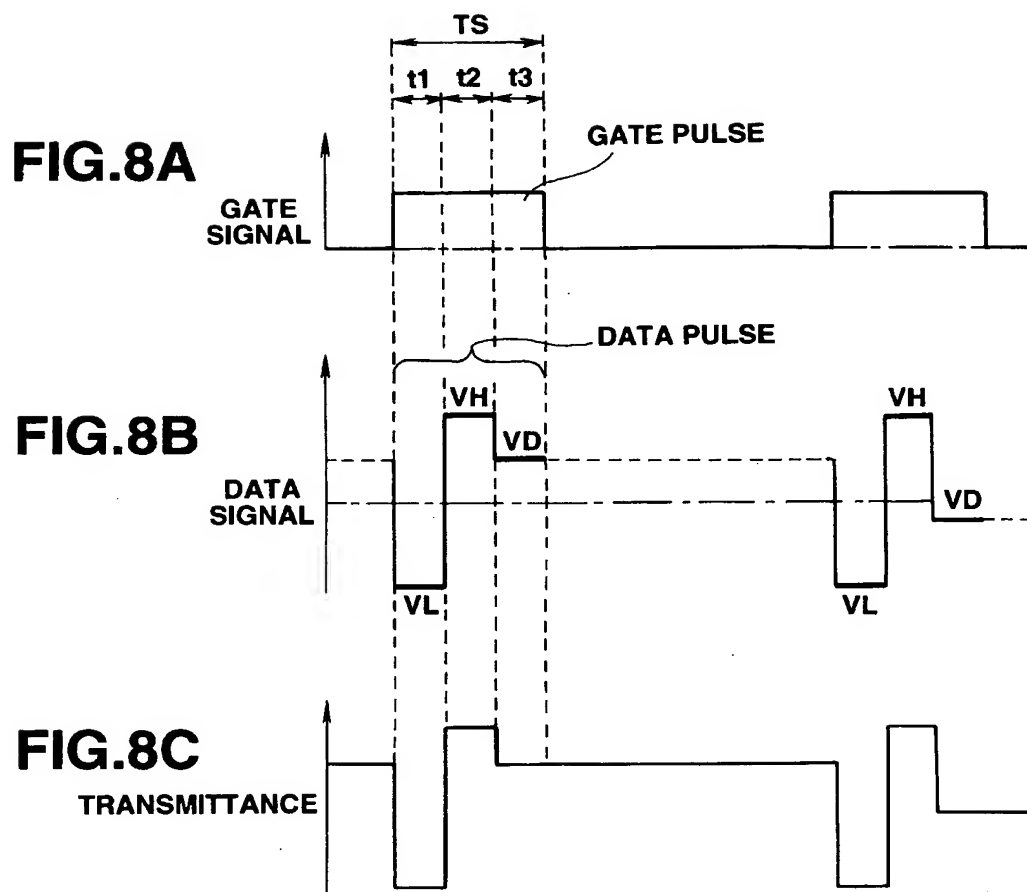 TS
t1 t2 t3
GATE PULSE
FIG.8A
GATE
SIGNAL
DATA PULSE
VH VH
FIG.8B
VD
DATA
SIGNAL
VD
VL VL
FIG.8C
TRANSMITTANCE